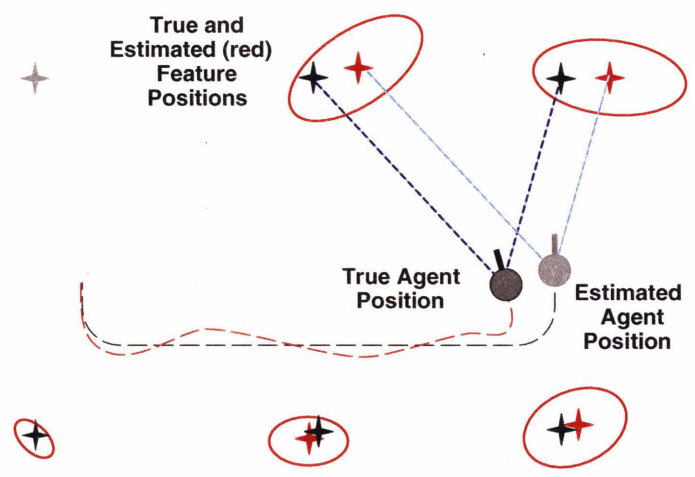 True and
Estimated (red)
Feature
Positions
True Agent
Position
Estimated
Agent
Position